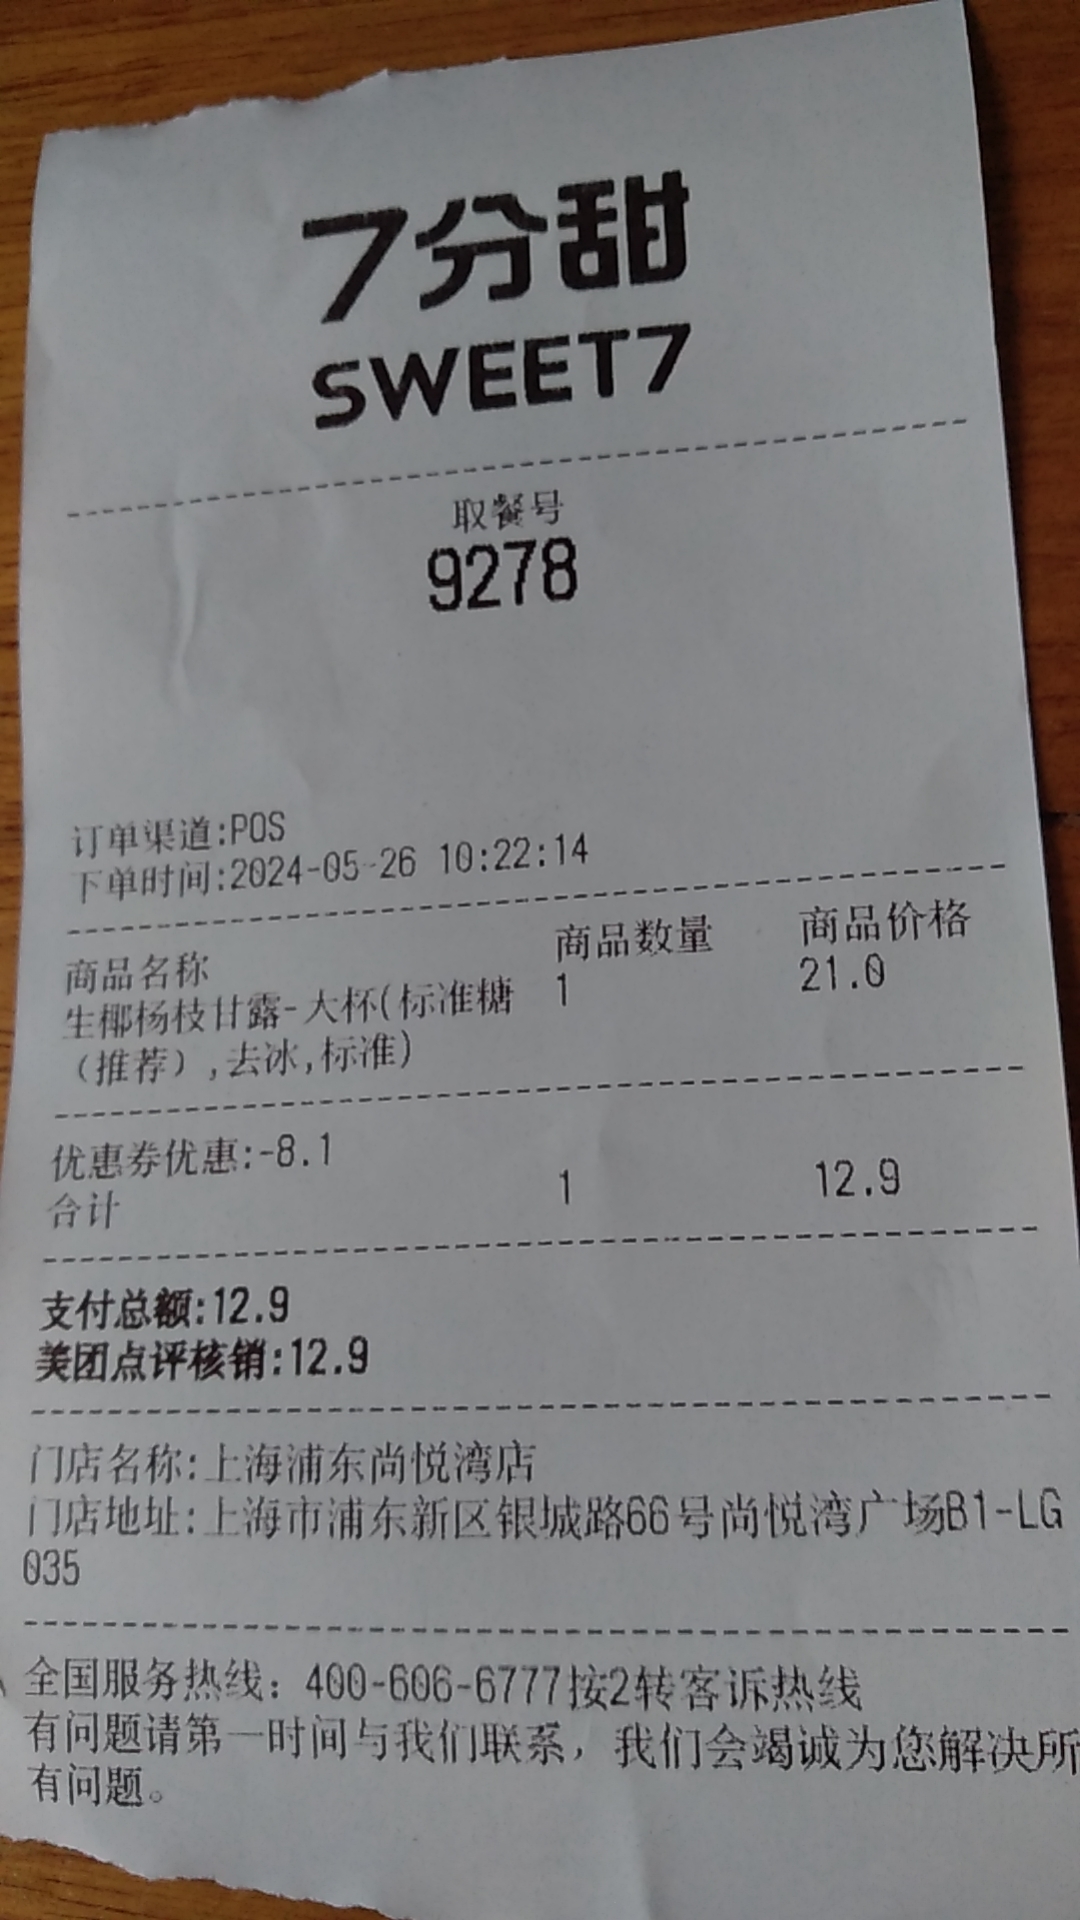 7分甜
SWEET7
取餐号
9278
订单渠道:POS
下单时间:2024-05-26 10:22:14
商品名称 商品数量 商品价格
生椰杨枝甘露-大杯(标准糖 1 21.0
（推荐）,去冰,标准)
优惠券优惠:-8.1
合计 1 12.9
支付总额:12.9
美团点评核销:12.9
门店名称:上海浦东尚悦湾店
门店地址:上海市浦东新区银城路66号尚悦湾广场B1-LG
035
全国服务热线：400-606-6777按2转客诉热线
有问题请第一时间与我们联系，我们会竭诚为您解决所
有问题。